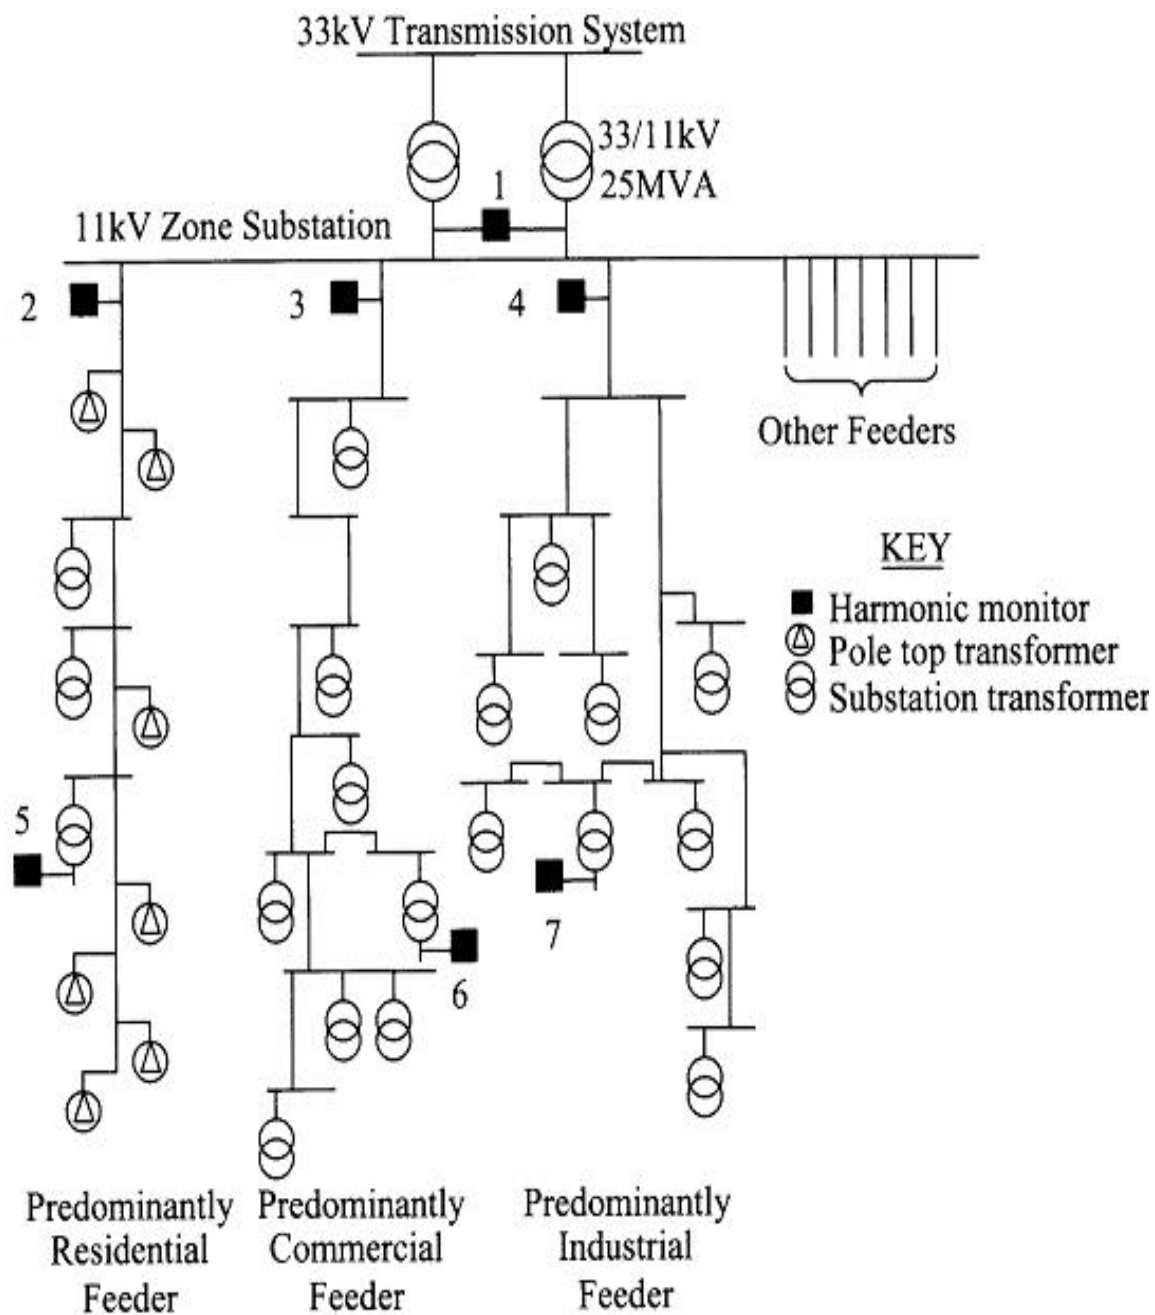 33kV Transmission System
33/11kV
25MVA
1
11kV Zone Substation
2
3
4
Other Feeders
KEY
Harmonic monitor
Pole top transformer
Substation transformer
5
6
7
Predominantly
Residential
Feeder
Predominantly
Commercial
Feeder
Predominantly
Industrial
Feeder